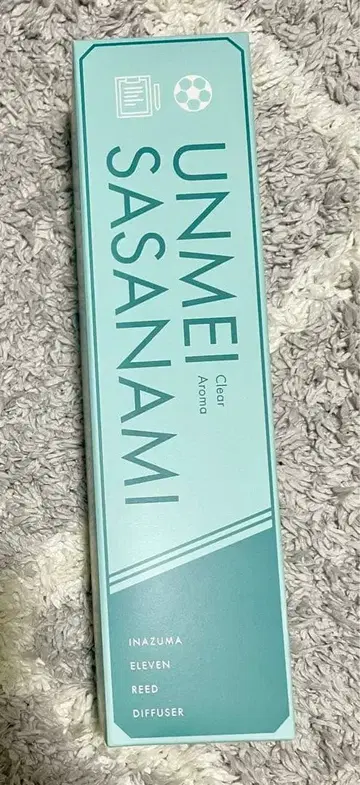 UNMEI
SASANAMI
Clear
Aroma
INAZUMA
ELEVEN
REED
DIFFUSER